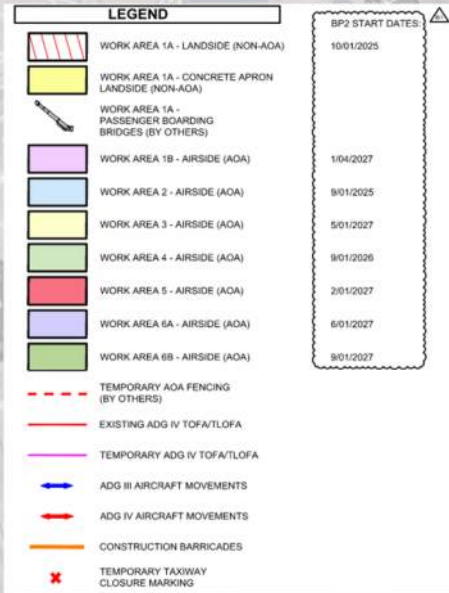 LEGEND
BP2 START DATES:
WORK AREA 1A - LANDSIDE (NON-AOA)
10/01/2025
WORK AREA 1A - CONCRETE APRON
LANDSIDE (NON-AOA)
WORK AREA 1A -
PASSENGER BOARDING
BRIDGES (BY OTHERS)
WORK AREA 1B - AIRSIDE (AOA)
1/04/2027
WORK AREA 2 - AIRSIDE (AOA)
9/01/2025
WORK AREA 3 - AIRSIDE (AOA)
5/01/2027
WORK AREA 4 - AIRSIDE (AOA)
9/01/2026
WORK AREA 5 - AIRSIDE (AOA)
2/01/2027
WORK AREA 6A - AIRSIDE (AOA)
6/01/2027
WORK AREA 6B - AIRSIDE (AOA)
9/01/2027
TEMPORARY AOA FENCING
(BY OTHERS)
EXISTING ADG IV TOFA/TLOFA
TEMPORARY ADG IV TOFA/TLOFA
ADG III AIRCRAFT MOVEMENTS
ADG IV AIRCRAFT MOVEMENTS
CONSTRUCTION BARRICADES
TEMPORARY TAXIWAY
CLOSURE MARKING